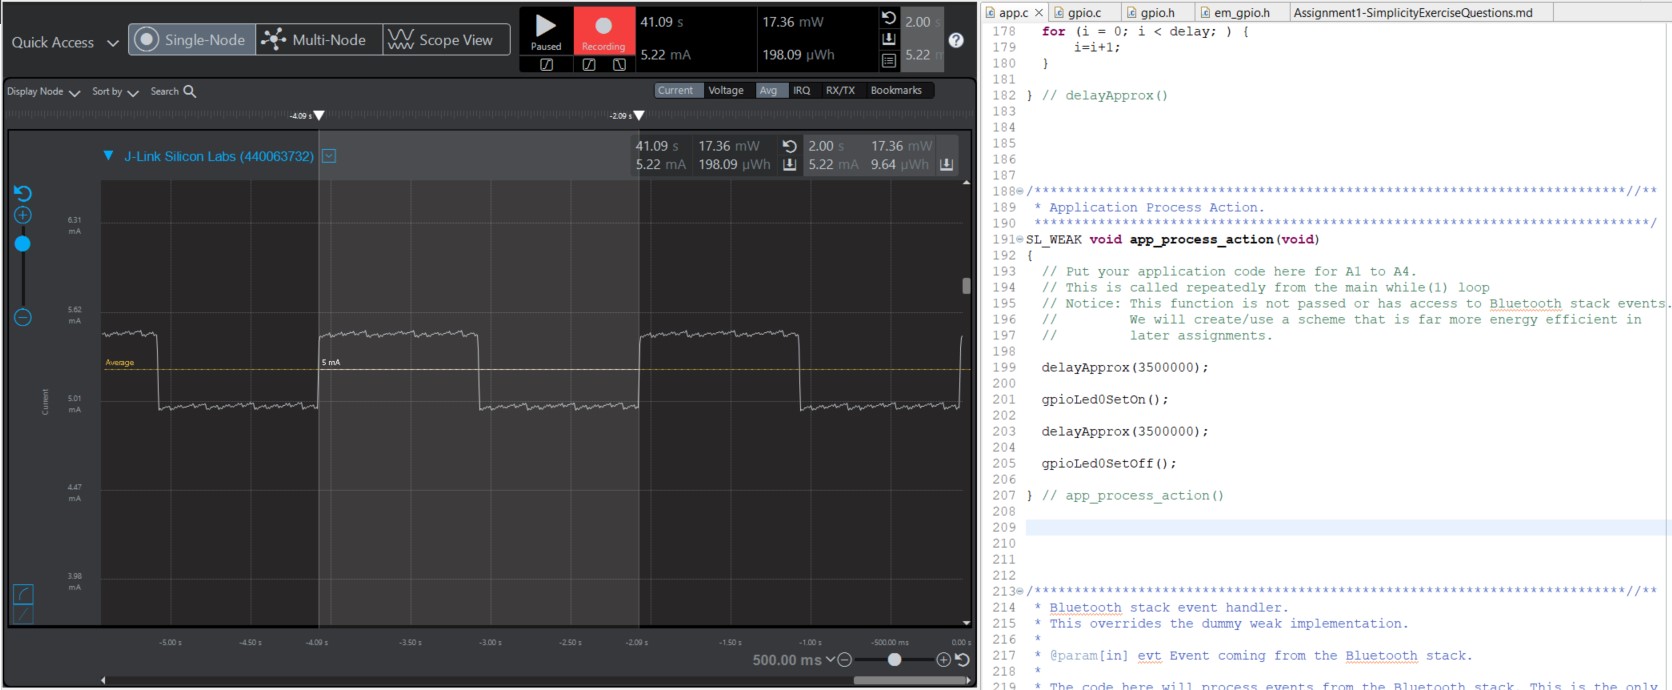 Quick Access
Single-Node
Multi-Node
Scope View
Paused
Recording
41.09 s
5.22 mA
17.36 mW
198.09 µWh
2.00 s
5.22
Display Node
Sort by
Search
Current
Voltage
Avg
IRQ
RX/TX
Bookmarks
-4.09 s
-2.09 s
J-Link Silicon Labs (440063732)
41.09 s 17.36 mW 2.00 s 17.36 mW
5.22 mA 198.09 µWh 5.22 mA 9.64 µWh
6.31
mA
5.62
mA
Average
5 mA
5.01
mA
Current
4.47
mA
3.98
mA
-5.00 s -4.50 s -4.09 s -3.50 s -3.00 s -2.50 s -2.09 s -1.50 s -1.00 s -500.00 ms 0.00 s
500.00 ms
app.c gpio.c gpio.h em_gpio.h Assignment1-SimplicityExerciseQuestions.md
178 for (i = 0; i < delay; ) {
179 i=i+1;
180 }
181
182 } // delayApprox()
183
184
185
186
187
188 /*************************************************************************//**
189 * Application Process Action.
190 ****************************************************************************/
191 SL_WEAK void app_process_action(void)
192 {
193 // Put your application code here for A1 to A4.
194 // This is called repeatedly from the main while(1) loop
195 // Notice: This function is not passed or has access to Bluetooth stack events.
196 // We will create/use a scheme that is far more energy efficient in
197 // later assignments.
198
199 delayApprox(3500000);
200
201 gpioLed0SetOn();
202
203 delayApprox(3500000);
204
205 gpioLed0SetOff();
206
207 } // app_process_action()
208
209
210
211
212
213 /*************************************************************************//**
214 * Bluetooth stack event handler.
215 * This overrides the dummy weak implementation.
216 *
217 * @param[in] evt Event coming from the Bluetooth stack.
218 *
219 * The code here will process events from the Bluetooth stack. This is the only